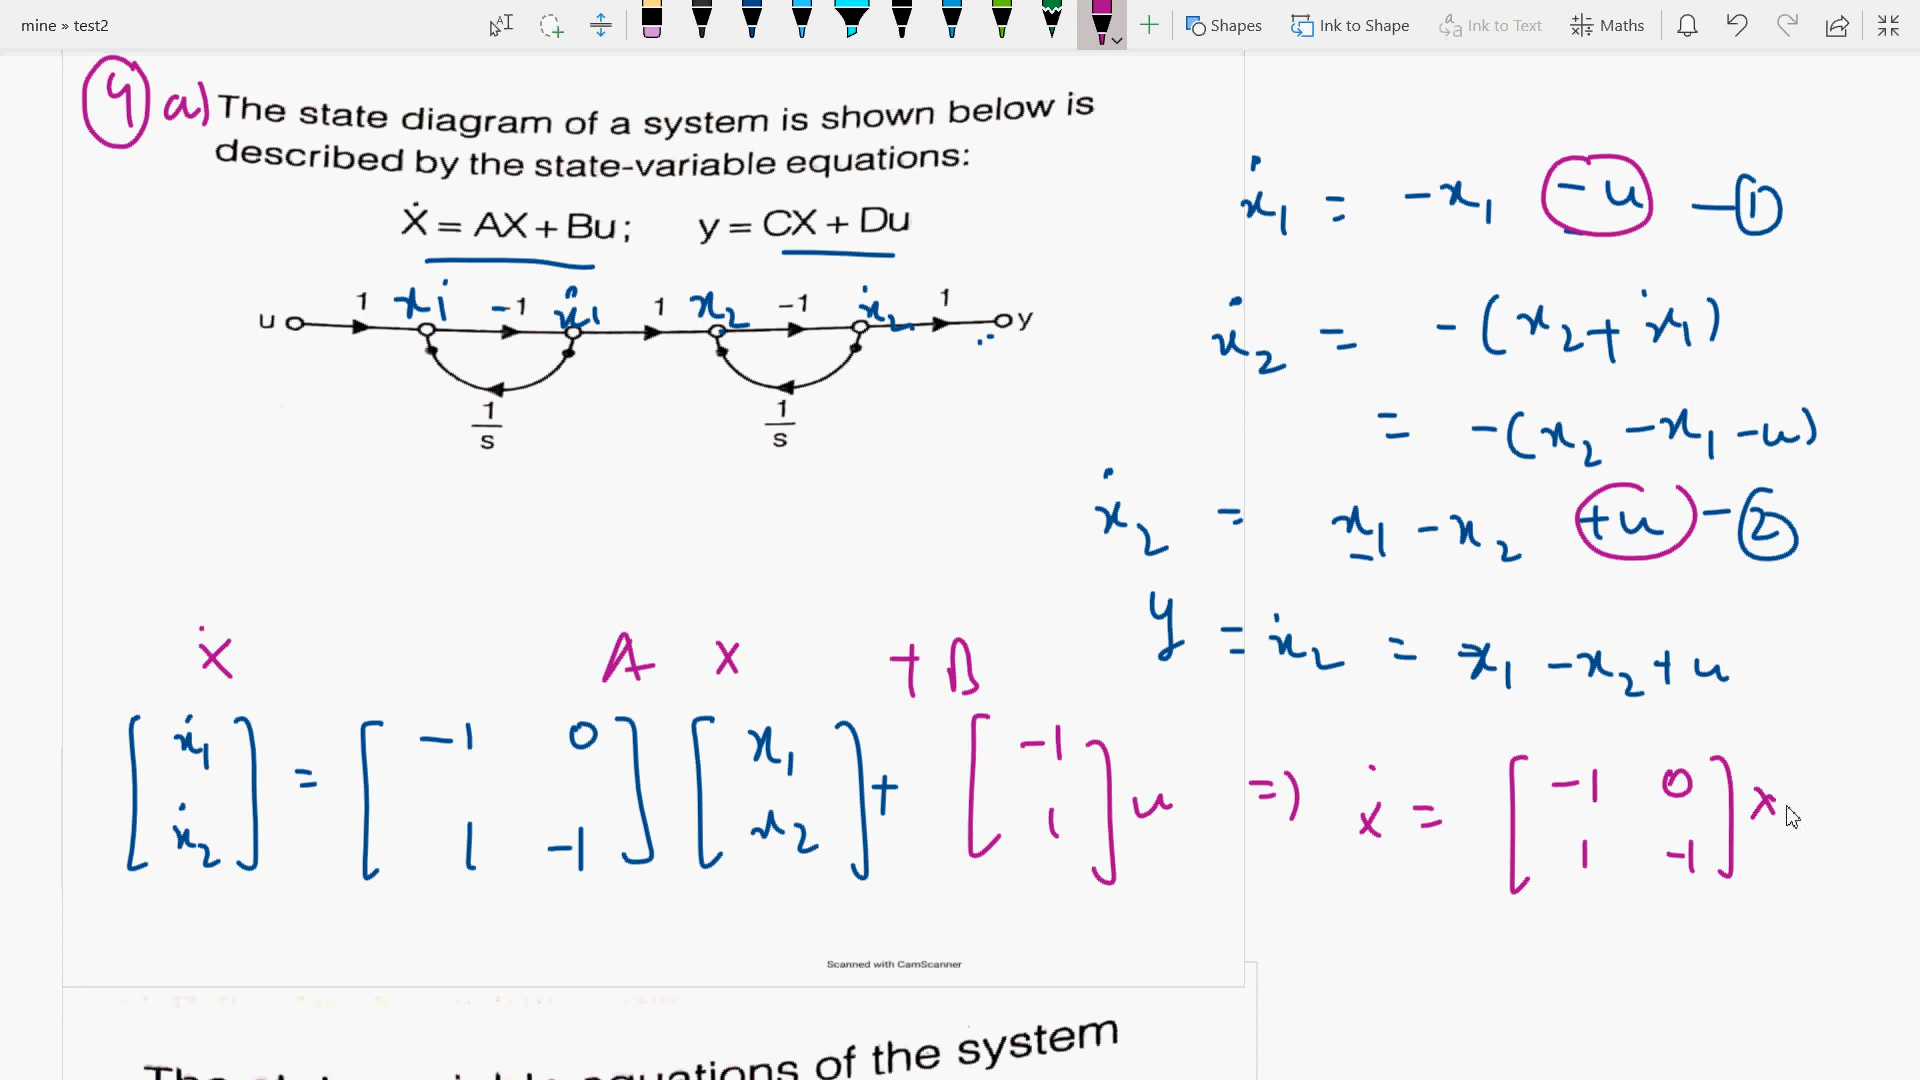 mine » test2
Shapes
Ink to Shape
Ink to Text
Maths
4 a) The state diagram of a system is shown below is
described by the state-variable equations:
Ẋ = AX + Bu; y = CX + Du
u 1 x₁ -1 ẋ₁ 1 x₂ -1 ẋ₂ 1 y
1/s 1/s
ẋ₁ = -x₁ -u — ①
ẋ₂ = -(x₂ + ẋ₁)
= -(x₂ - x₁ - u)
ẋ₂ = x₁ - x₂ +u - ②
y = ẋ₂ = x₁ - x₂ + u
Ẋ A X + B
[ẋ₁ ẋ₂] = [-1 0 1 -1] [x₁ x₂] + [-1 1] u => ẋ = [-1 0 1 -1] x
Scanned with CamScanner
equations of the system